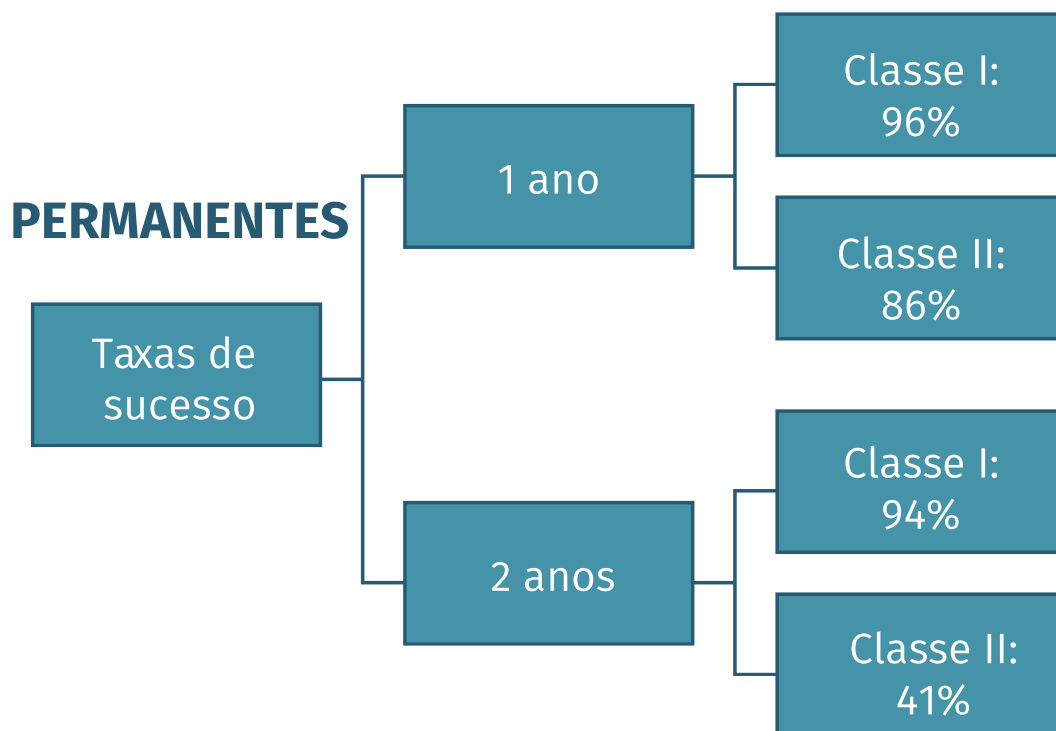 PERMANENTES
Taxas de
sucesso
1 ano
Classe I:
96%
Classe II:
86%
2 anos
Classe I:
94%
Classe II:
41%